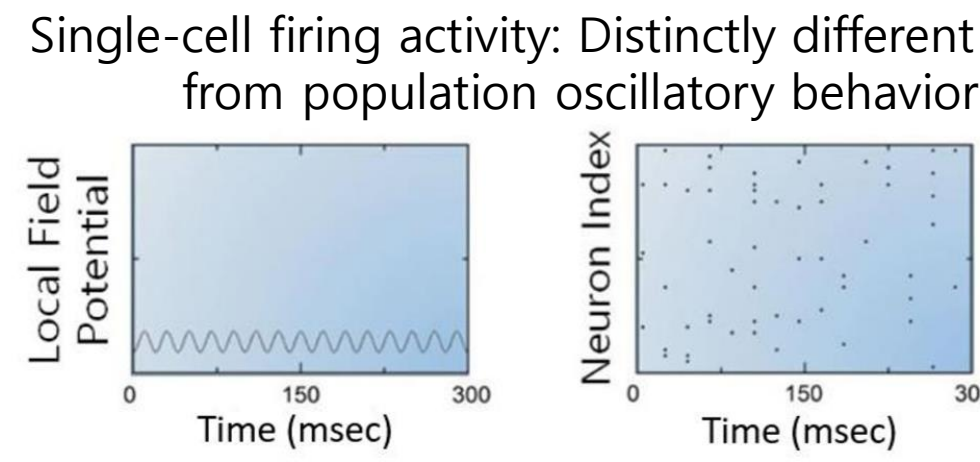 Single-cell firing activity: Distinctly different
from population oscillatory behavior
Local Field
Potential
0 150 300
Time (msec)
Neuron Index
0 150 30
Time (msec)